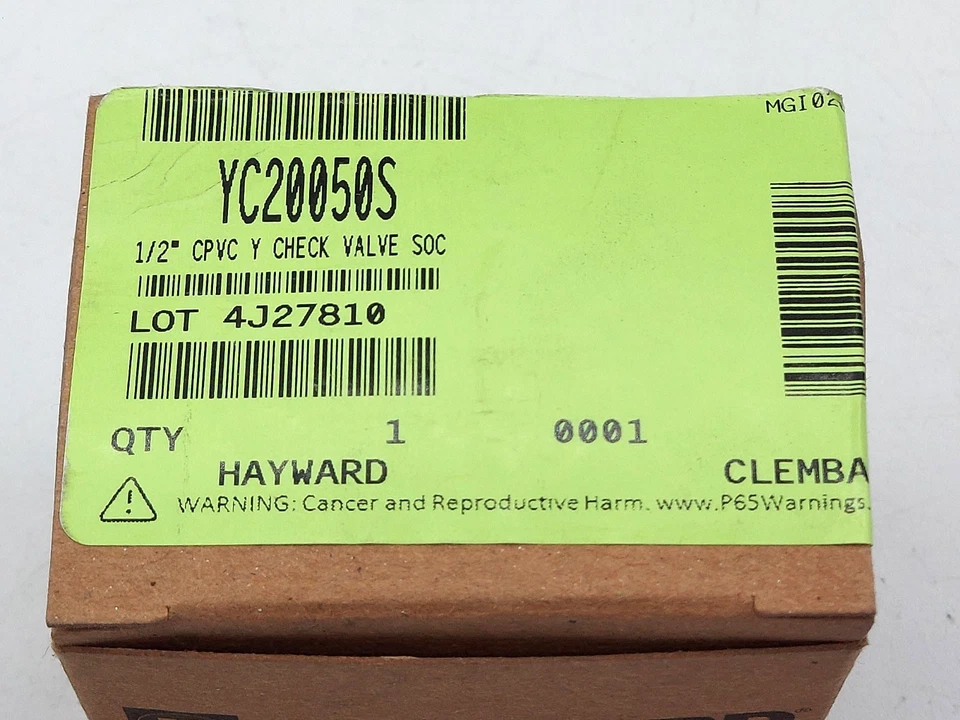 MGI02
YC20050S
1/2" CPVC Y CHECK VALVE SOC
LOT 4J27810
QTY 1 0001
HAYWARD CLEMBA
WARNING: Cancer and Reproductive Harm. www.P65Warnings.